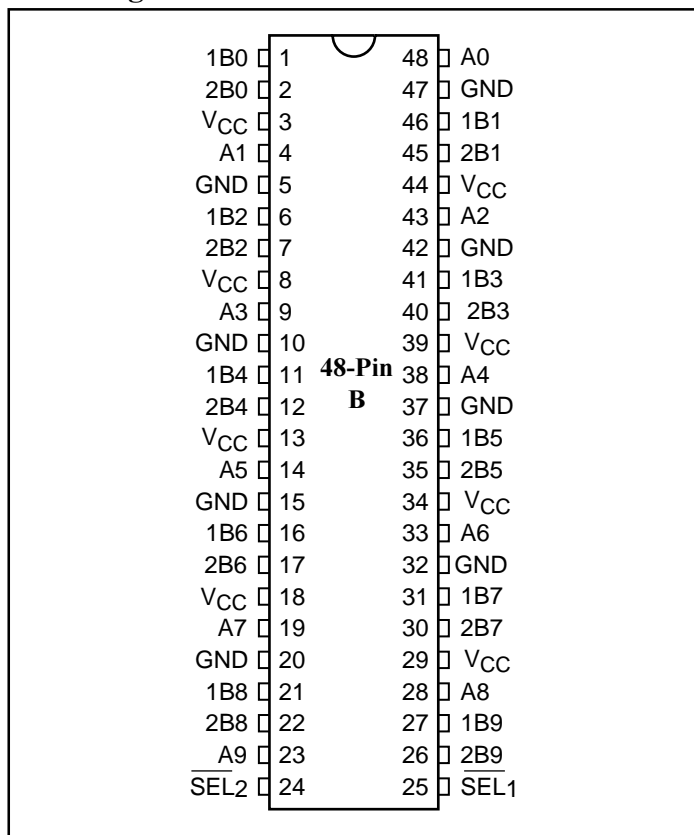 1B0 1 48 A0
2B0 2 47 GND
VCC 3 46 1B1
A1 4 45 2B1
GND 5 44 VCC
1B2 6 43 A2
2B2 7 42 GND
VCC 8 41 1B3
A3 9 40 2B3
GND 10 39 VCC
1B4 11 48-Pin 38 A4
2B4 12 B 37 GND
VCC 13 36 1B5
A5 14 35 2B5
GND 15 34 VCC
1B6 16 33 A6
2B6 17 32 GND
VCC 18 31 1B7
A7 19 30 2B7
GND 20 29 VCC
1B8 21 28 A8
2B8 22 27 1B9
A9 23 26 2B9
SEL2 24 25 SEL1